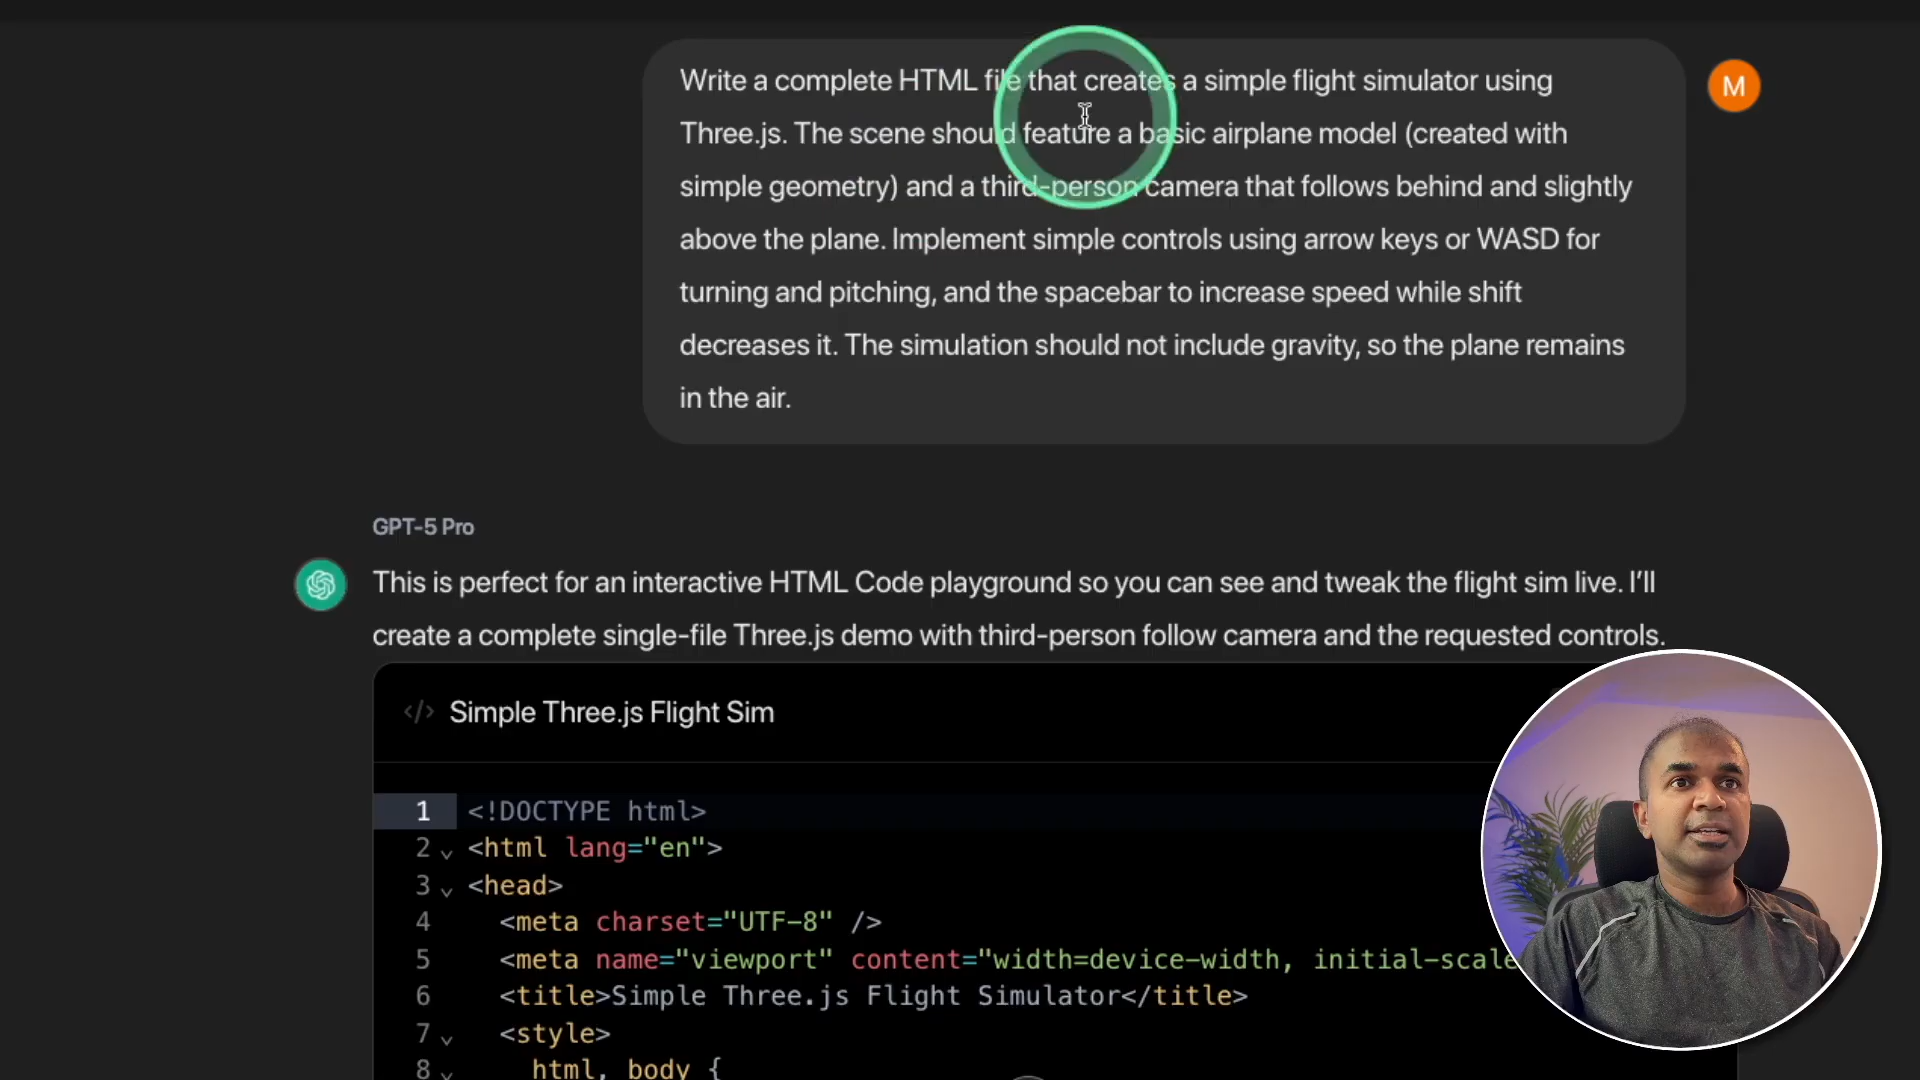 Write a complete HTML file that creates a simple flight simulator using
Three.js. The scene should feature a basic airplane model (created with
simple geometry) and a third-person camera that follows behind and slightly
above the plane. Implement simple controls using arrow keys or WASD for
turning and pitching, and the spacebar to increase speed while shift
decreases it. The simulation should not include gravity, so the plane remains
in the air.
M
GPT-5 Pro
This is perfect for an interactive HTML Code playground so you can see and tweak the flight sim live. I’ll
create a complete single-file Three.js demo with third-person follow camera and the requested controls.
</> Simple Three.js Flight Sim
1 <!DOCTYPE html>
2 <html lang="en">
3 <head>
4 <meta charset="UTF-8" />
5 <meta name="viewport" content="width=device-width, initial-scale
6 <title>Simple Three.js Flight Simulator</title>
7 <style>
8 html, body {